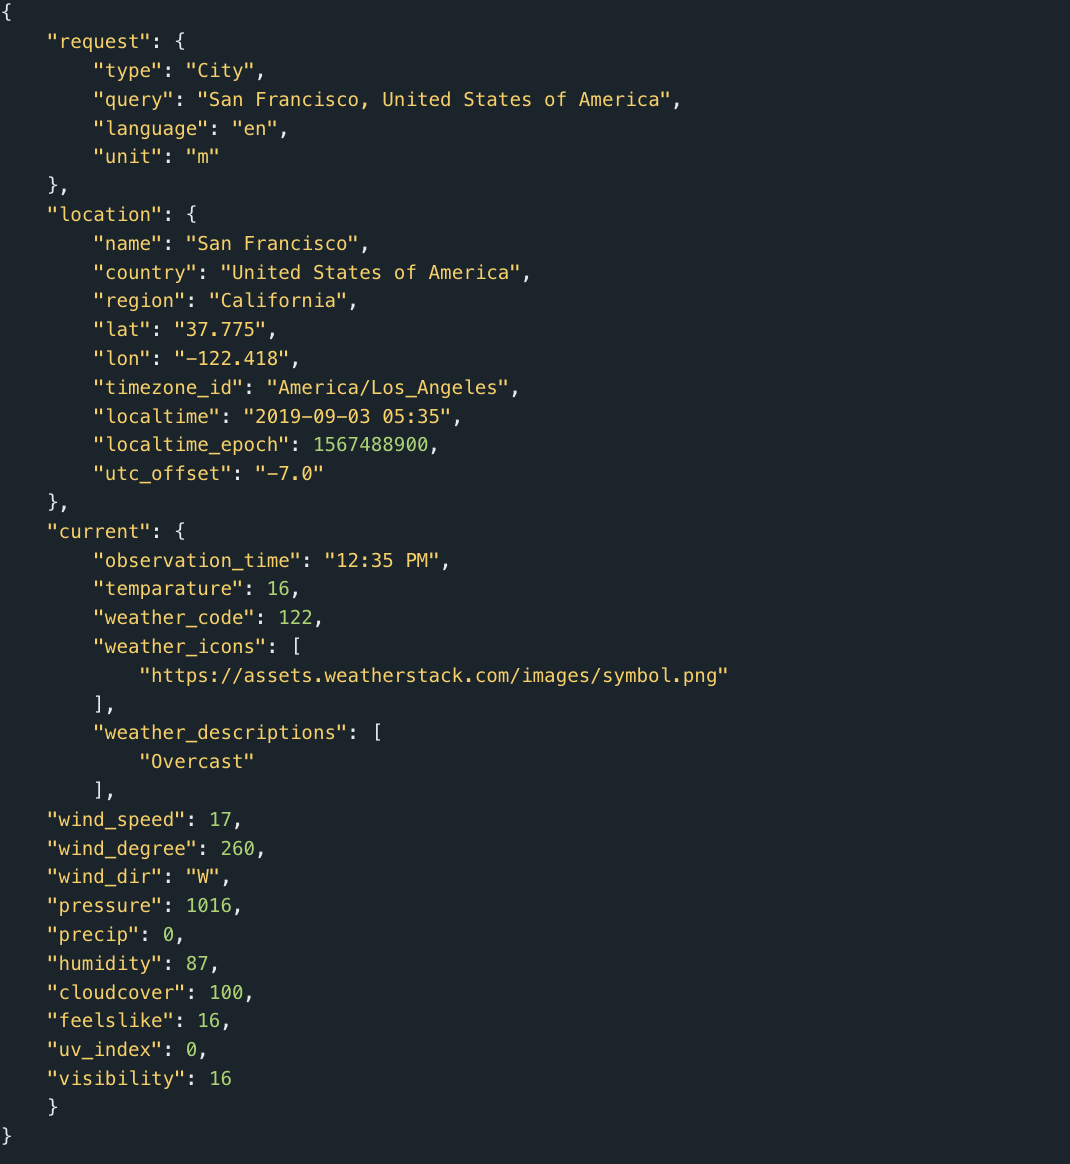 {
    "request": {
        "type": "City",
        "query": "San Francisco, United States of America",
        "language": "en",
        "unit": "m"
    },
    "location": {
        "name": "San Francisco",
        "country": "United States of America",
        "region": "California",
        "lat": "37.775",
        "lon": "-122.418",
        "timezone_id": "America/Los_Angeles",
        "localtime": "2019-09-03 05:35",
        "localtime_epoch": 1567488900,
        "utc_offset": "-7.0"
    },
    "current": {
        "observation_time": "12:35 PM",
        "temparature": 16,
        "weather_code": 122,
        "weather_icons": [
            "https://assets.weatherstack.com/images/symbol.png"
        ],
        "weather_descriptions": [
            "Overcast"
        ],
    "wind_speed": 17,
    "wind_degree": 260,
    "wind_dir": "W",
    "pressure": 1016,
    "precip": 0,
    "humidity": 87,
    "cloudcover": 100,
    "feelslike": 16,
    "uv_index": 0,
    "visibility": 16
    }
}